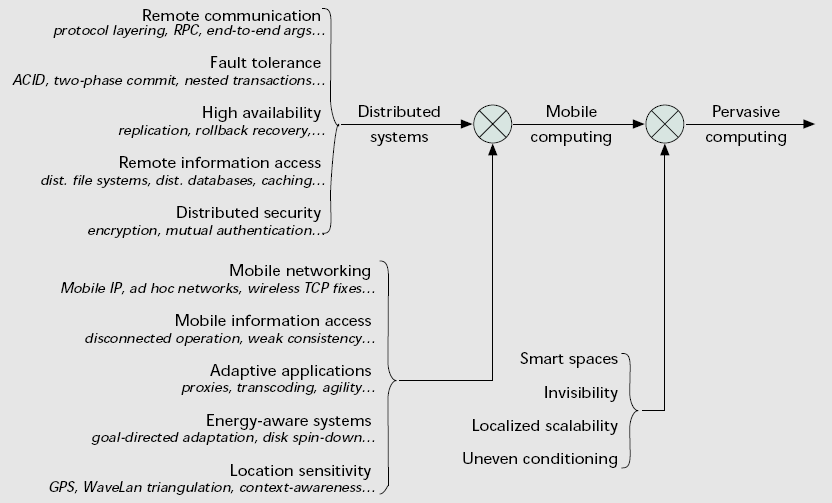 Remote communication
protocol layering, RPC, end-to-end args...
Fault tolerance
ACID, two-phase commit, nested transactions...
High availability
replication, rollback recovery,...
Remote information access
dist. file systems, dist. databases, caching...
Distributed security
encryption, mutual authentication...
Distributed
systems
Mobile
computing
Pervasive
computing
Mobile networking
Mobile IP, ad hoc networks, wireless TCP fixes...
Mobile information access
disconnected operation, weak consistency...
Adaptive applications
proxies, transcoding, agility...
Energy-aware systems
goal-directed adaptation, disk spin-down...
Location sensitivity
GPS, WaveLan triangulation, context-awareness...
Smart spaces
Invisibility
Localized scalability
Uneven conditioning